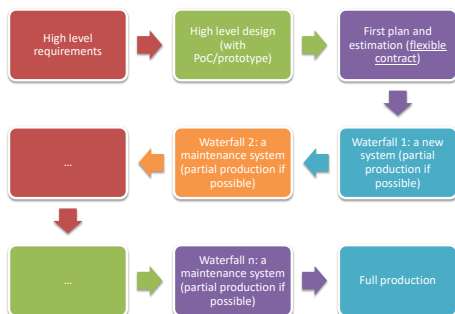 High level
requirements
High level design
(with
PoC/prototype)
First plan and
estimation (flexible
contract)
Waterfall 1: a new
system (partial
production if
possible)
Waterfall 2: a
maintenance system
(partial production if
possible)
...
...
Waterfall n: a
maintenance system
(partial production if
possible)
Full production